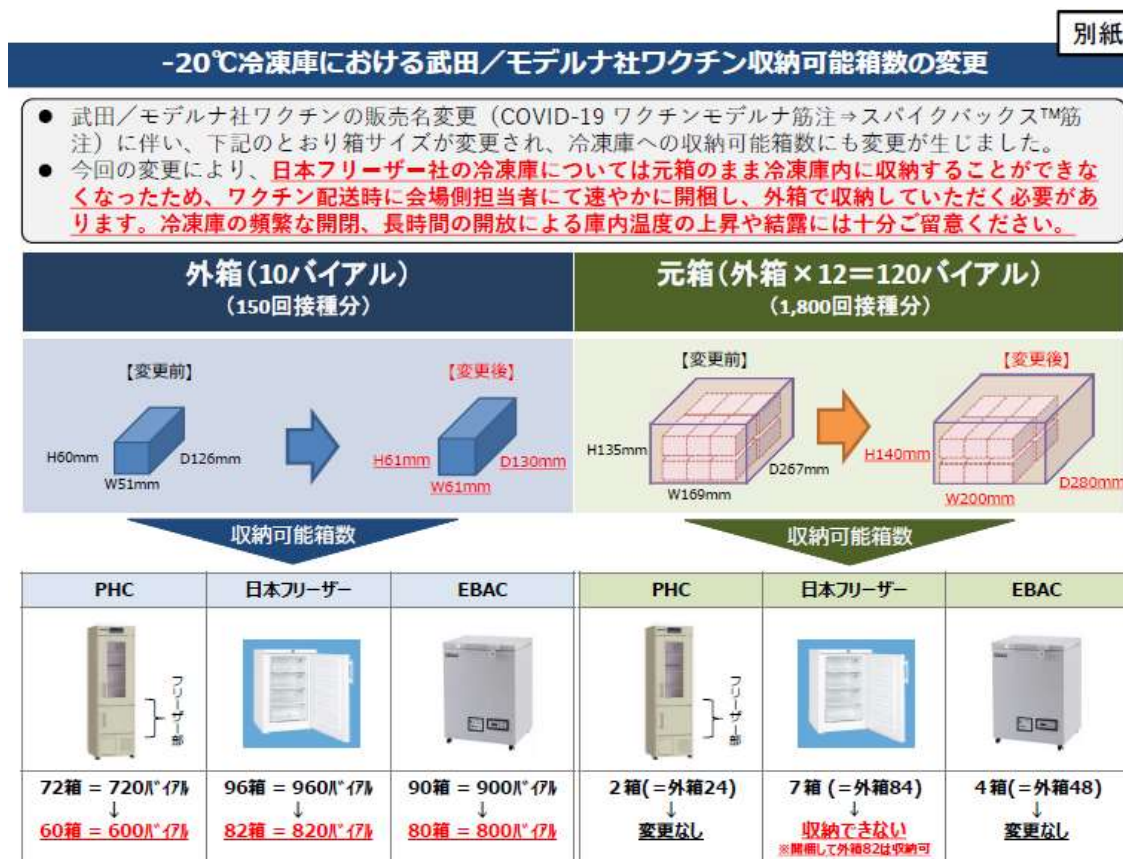 別紙
-20℃冷凍庫における武田／モデルナ社ワクチン収納可能箱数の変更
● 武田／モデルナ社ワクチンの販売名変更（COVID-19 ワクチンモデルナ筋注⇒スパイクバックス™筋
注）に伴い、下記のとおり箱サイズが変更され、冷凍庫への収納可能箱数にも変更が生じました。
● 今回の変更により、日本フリーザー社の冷凍庫については元箱のまま冷凍庫内に収納することができな
くなったため、ワクチン配送時に会場側担当者にて速やかに開梱し、外箱で収納していただく必要があ
ります。冷凍庫の頻繁な開閉、長時間の開放による庫内温度の上昇や結露には十分ご留意ください。
外箱（10バイアル）
（150回接種分）
元箱（外箱×12＝120バイアル）
（1,800回接種分）
【変更前】
H60mm
D126mm
W51mm
【変更後】
H61mm
D130mm
W61mm
【変更前】
H135mm
D267mm
W169mm
【変更後】
H140mm
D280mm
W200mm
収納可能箱数
収納可能箱数
PHC 日本フリーザー EBAC PHC 日本フリーザー EBAC
フリーザー部
フリーザー部
72箱 = 720バイアル 96箱 = 960バイアル 90箱 = 900バイアル 2箱(=外箱24) 7箱 (=外箱84) 4箱(=外箱48)
↓ ↓ ↓ ↓ ↓ ↓
60箱 = 600バイアル 82箱 = 820バイアル 80箱 = 800バイアル 変更なし 収納できない 変更なし
※開梱して外箱82は収納可